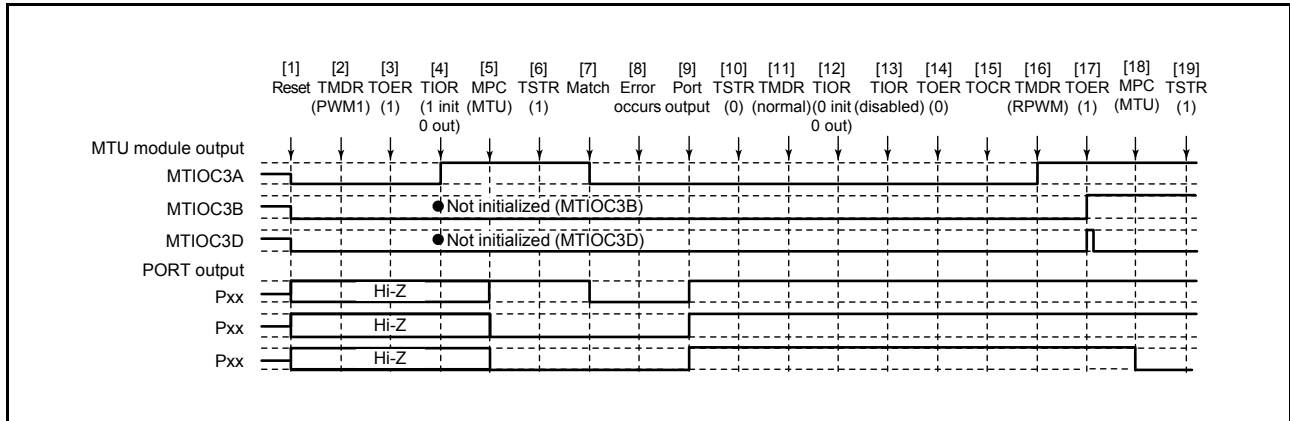 [1] [2] [3] [4] [5] [6] [7] [8] [9] [10] [11] [12] [13] [14] [15] [16] [17] [18] [19]
Reset TMDR TOER TIOR MPC TSTR Match Error Port TSTR TMDR TIOR TIOR TOER TOCR TMDR TOER MPC TSTR
(PWM1) (1) (1 init (MTU) (1) occurs output (0) (normal) (0 init (disabled) (0) (RPWM) (1) (MTU) (1)
0 out) 0 out)
MTU module output
MTIOC3A
MTIOC3B Not initialized (MTIOC3B)
MTIOC3D Not initialized (MTIOC3D)
PORT output
Pxx Hi-Z
Pxx Hi-Z
Pxx Hi-Z